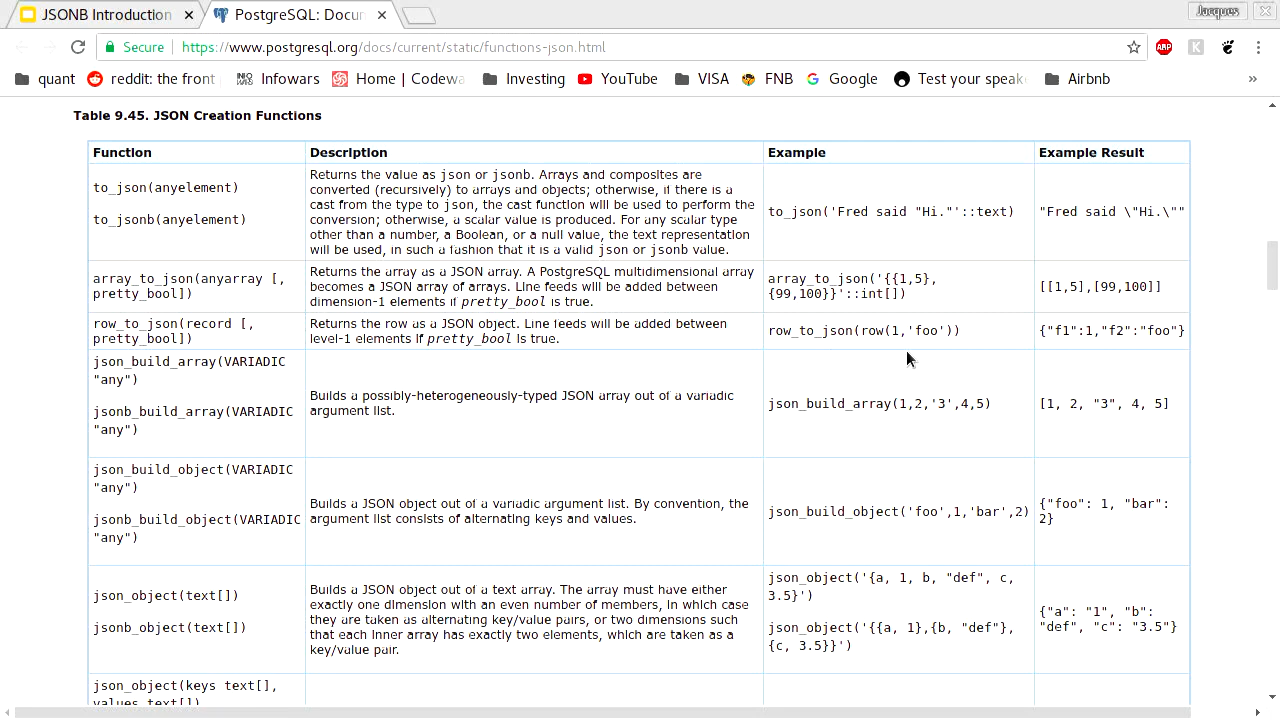 JSONB Introduction
PostgreSQL: Docu
Jacques
Secure
https://www.postgresql.org/docs/current/static/functions-json.html
ABP
K
quant
reddit: the front
Infowars
Home | Codewa
Investing
YouTube
VISA
FNB
Google
Test your speak
Airbnb
»
Table 9.45. JSON Creation Functions
Function
Description
Example
Example Result
to_json(anyelement)
to_jsonb(anyelement)
Returns the value as json or jsonb. Arrays and composites are
converted (recursively) to arrays and objects; otherwise, if there is a
cast from the type to json, the cast function will be used to perform the
conversion; otherwise, a scalar value is produced. For any scalar type
other than a number, a Boolean, or a null value, the text representation
will be used, in such a fashion that it is a valid json or jsonb value.
to_json('Fred said "Hi."'::text)
"Fred said \"Hi.\""
array_to_json(anyarray [,
pretty_bool])
Returns the array as a JSON array. A PostgreSQL multidimensional array
becomes a JSON array of arrays. Line feeds will be added between
dimension-1 elements if pretty_bool is true.
array_to_json('{{1,5},
{99,100}}'::int[])
[[1,5],[99,100]]
row_to_json(record [,
pretty_bool])
Returns the row as a JSON object. Line feeds will be added between
level-1 elements if pretty_bool is true.
row_to_json(row(1,'foo'))
{"f1":1,"f2":"foo"}
json_build_array(VARIADIC
"any")
jsonb_build_array(VARIADIC
"any")
Builds a possibly-heterogeneously-typed JSON array out of a variadic
argument list.
json_build_array(1,2,'3',4,5)
[1, 2, "3", 4, 5]
json_build_object(VARIADIC
"any")
jsonb_build_object(VARIADIC
"any")
Builds a JSON object out of a variadic argument list. By convention, the
argument list consists of alternating keys and values.
json_build_object('foo',1,'bar',2)
{"foo": 1, "bar":
2}
json_object(text[])
jsonb_object(text[])
Builds a JSON object out of a text array. The array must have either
exactly one dimension with an even number of members, in which case
they are taken as alternating key/value pairs, or two dimensions such
that each inner array has exactly two elements, which are taken as a
key/value pair.
json_object('{a, 1, b, "def", c,
3.5}')
json_object('{{a, 1},{b, "def"},
{c, 3.5}}')
{"a": "1", "b":
"def", "c": "3.5"}
json_object(keys text[],
values text[])